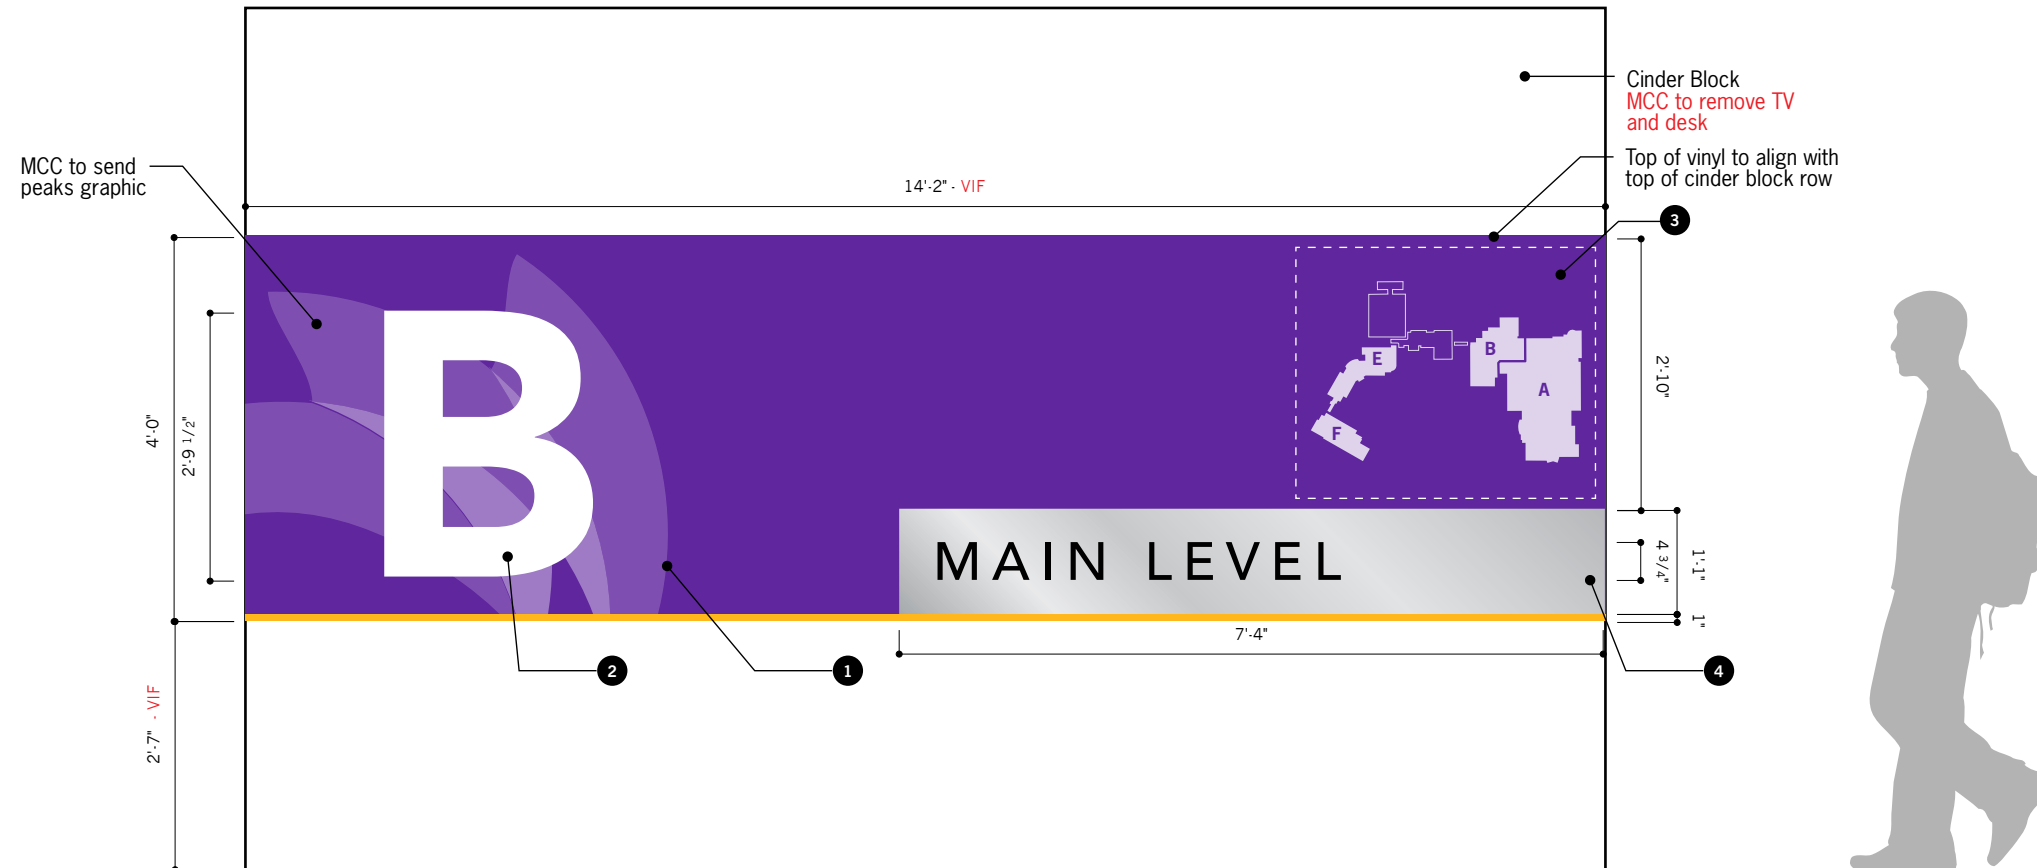 Cinder Block
MCC to remove TV
and desk
MCC to send
peaks graphic
Top of vinyl to align with
top of cinder block row
14'-2" - VIF
3
4'-0"
2'-9 1/2"
B
E
B
A
F
2'-10"
MAIN LEVEL
4 3/4"
1'-1"
1"
7'-4"
2
1
4
2'-7" - VIF